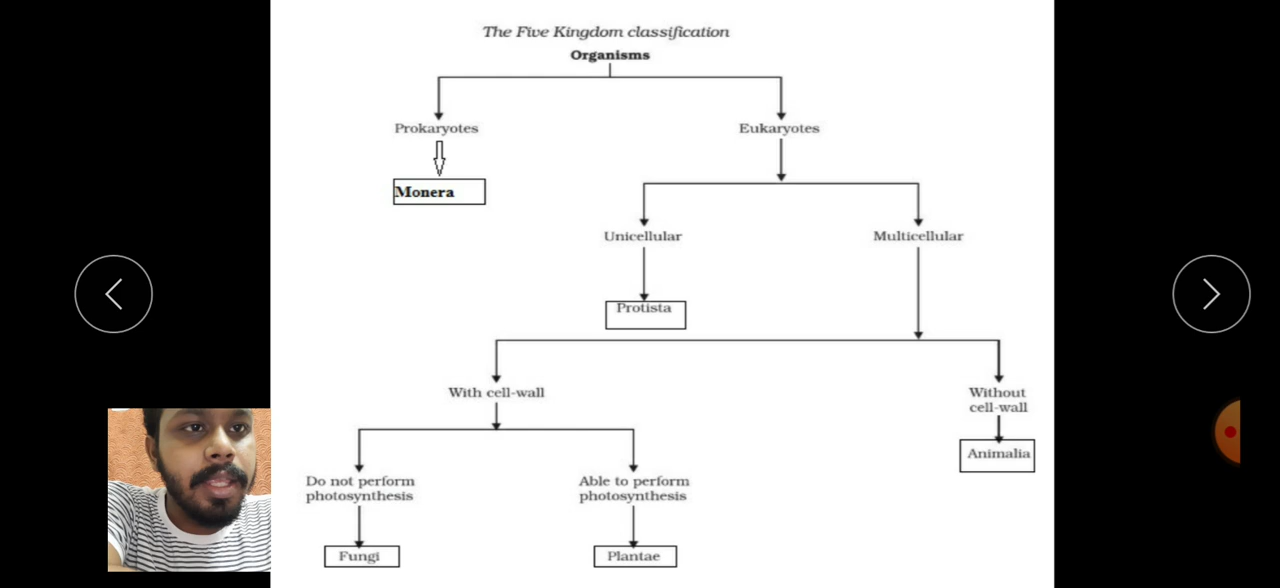 The Five Kingdom classification
Organisms
Prokaryotes
Eukaryotes
Monera
Unicellular
Multicellular
Protista
With cell-wall
Without
cell-wall
Animalia
Do not perform
photosynthesis
Able to perform
photosynthesis
Fungi
Plantae